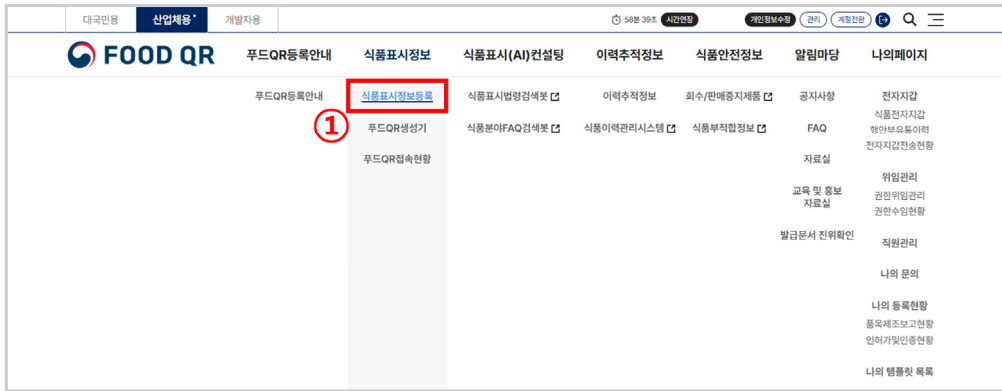 대국민용 산업체용 개발자용 58분 39초 시간연장 개인정보수정 관리 계정전환
FOOD QR 푸드QR등록안내 식품표시정보 식품표시(AI)컨설팅 이력추적정보 식품안전정보 알림마당 나의페이지
푸드QR등록안내 식품표시정보등록 식품표시법령검색봇 이력추적정보 회수/판매중지제품 공지사항 전자지갑
식품전자지갑
① 푸드QR생성기 식품분야FAQ검색봇 식품이력관리시스템 식품부적합정보 FAQ 행안부유통이력
전자지갑전송현황
푸드QR접속현황 자료실
위임관리
교육 및 홍보 권한위임관리
자료실 권한수임현황
발급문서 진위확인 직원관리
나의 문의
나의 등록현황
품목제조보고현황
인허가및인증현황
나의 템플릿 목록